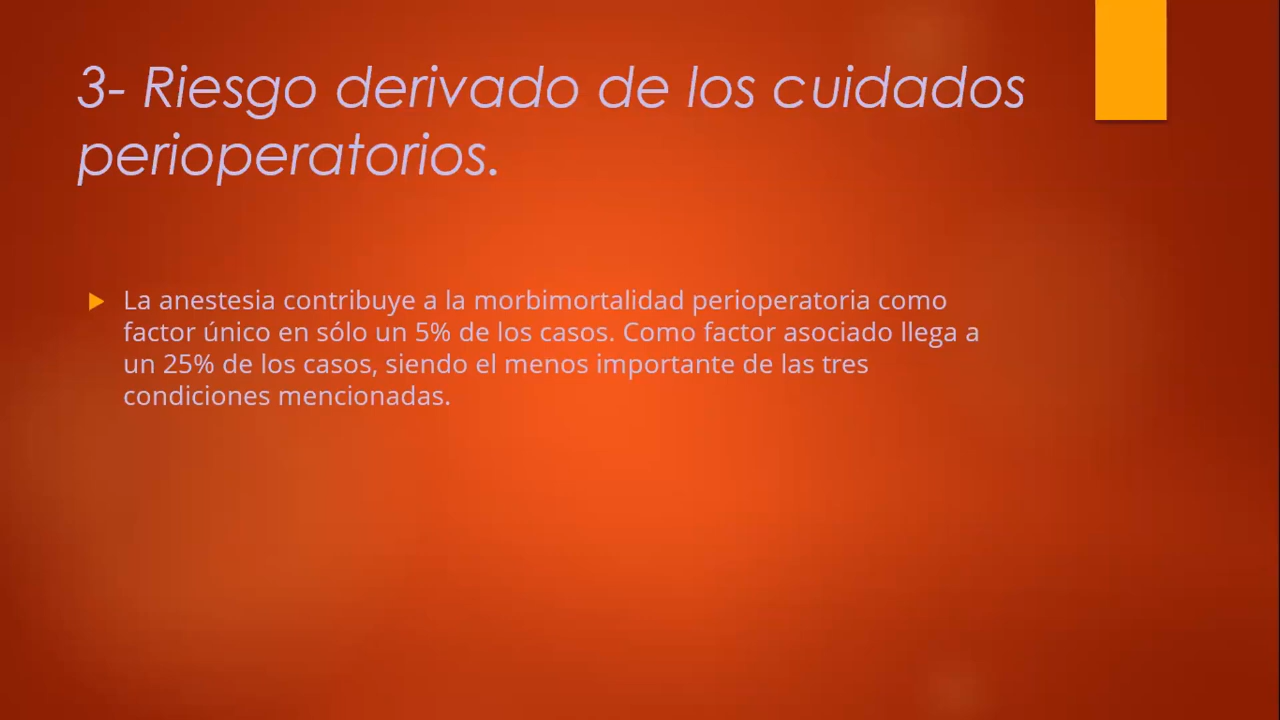 3- Riesgo derivado de los cuidados
perioperatorios.
La anestesia contribuye a la morbimortalidad perioperatoria como
factor único en sólo un 5% de los casos. Como factor asociado llega a
un 25% de los casos, siendo el menos importante de las tres
condiciones mencionadas.